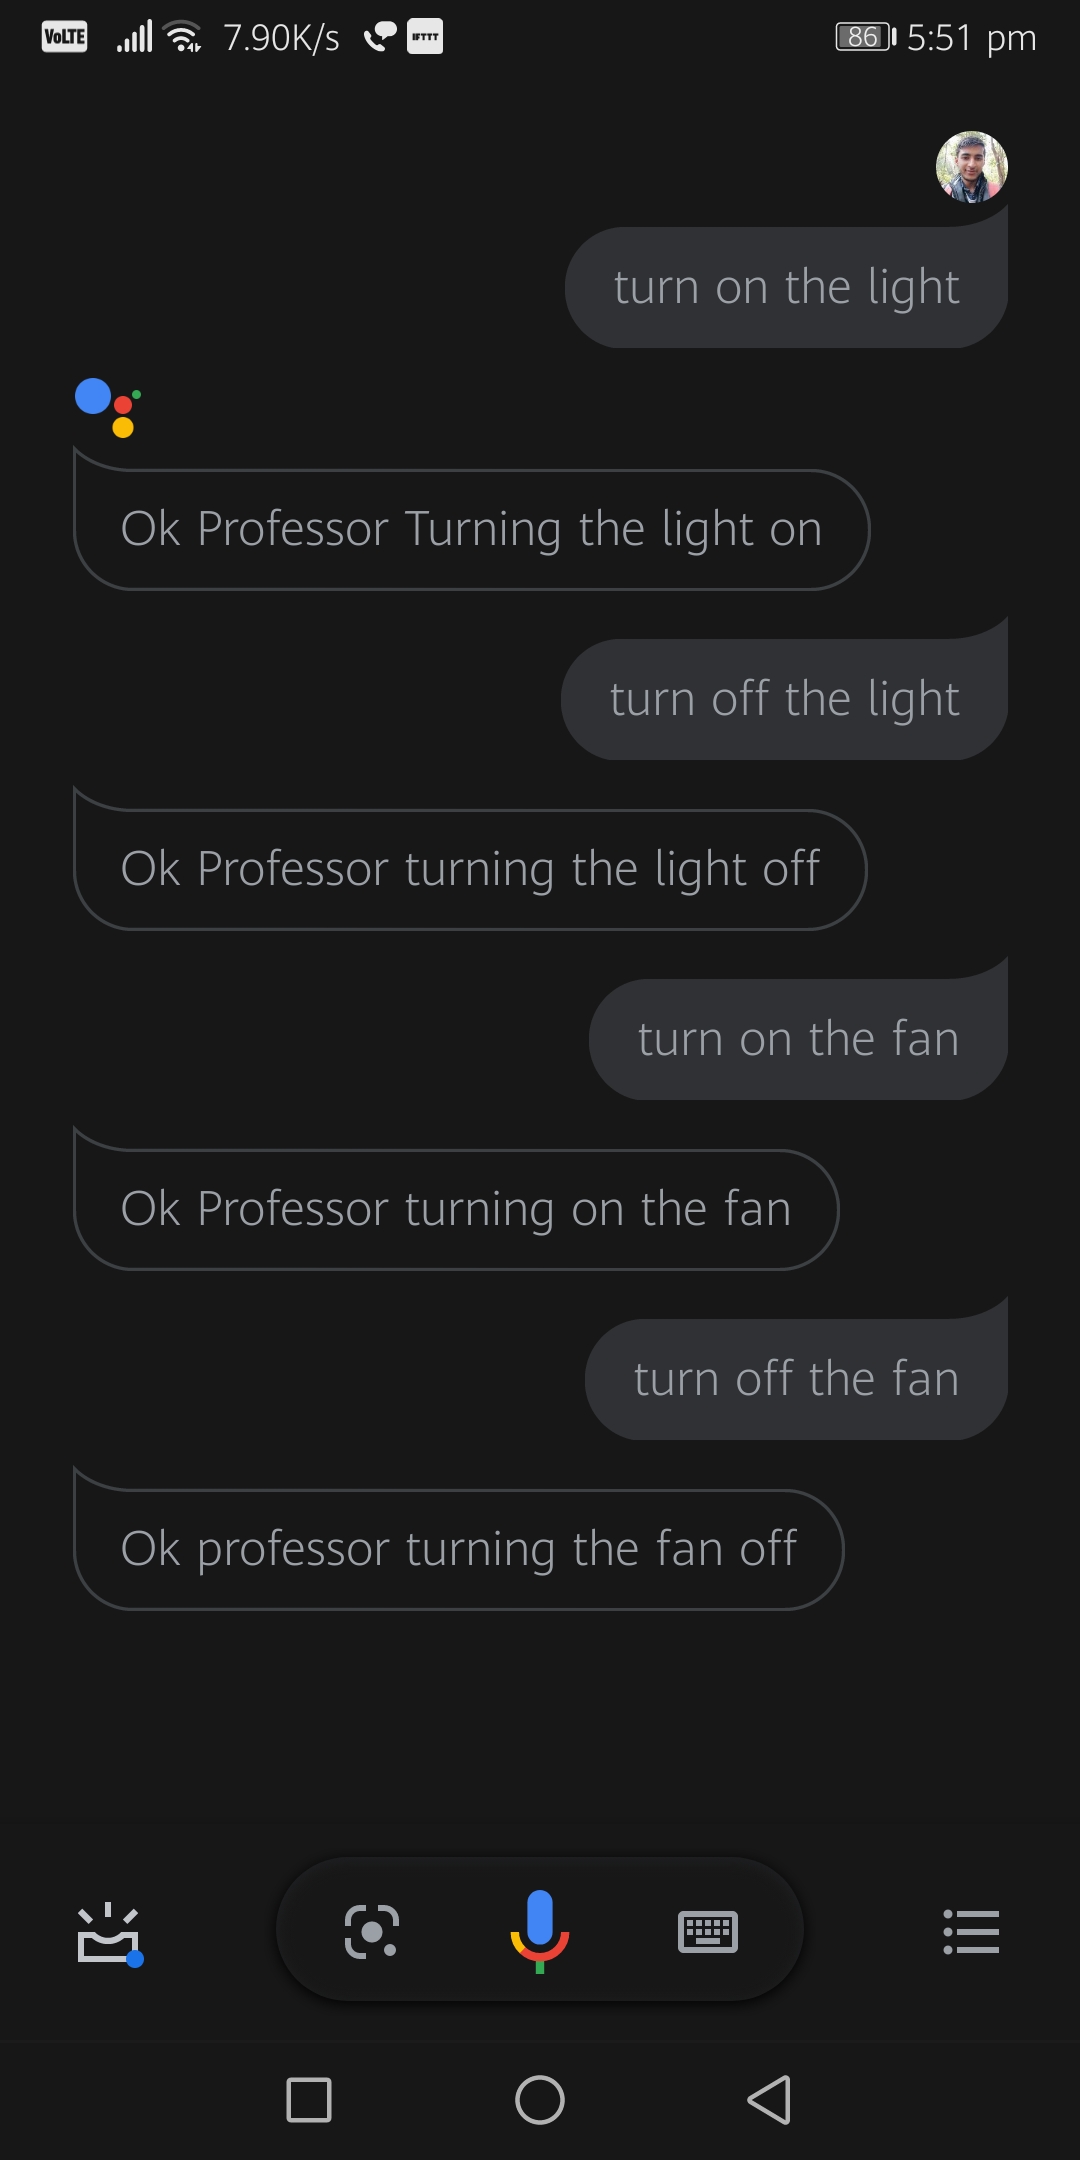 VoLTE 7.90K/s IFTTT 86 5:51 pm
turn on the light
Ok Professor Turning the light on
turn off the light
Ok Professor turning the light off
turn on the fan
Ok Professor turning on the fan
turn off the fan
Ok professor turning the fan off